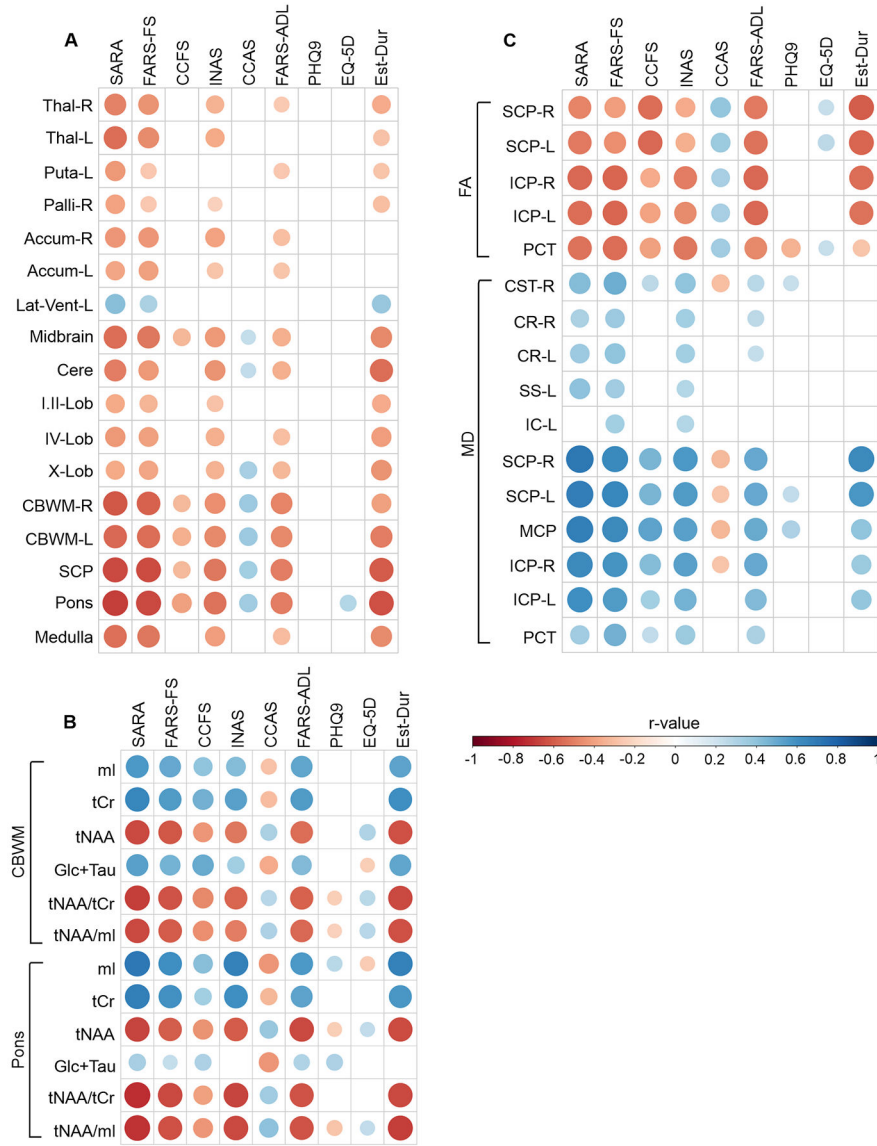 A
SARA
FARS-FS
CCFS
INAS
CCAS
FARS-ADL
PHQ9
EQ-5D
Est-Dur
Thal-R
Thal-L
Puta-L
Palli-R
Accum-R
Accum-L
Lat-Vent-L
Midbrain
Cere
I.II-Lob
IV-Lob
X-Lob
CBWM-R
CBWM-L
SCP
Pons
Medulla
B
SARA
FARS-FS
CCFS
INAS
CCAS
FARS-ADL
PHQ9
EQ-5D
Est-Dur
CBWM
mI
tCr
tNAA
Glc+Tau
tNAA/tCr
tNAA/mI
Pons
mI
tCr
tNAA
Glc+Tau
tNAA/tCr
tNAA/mI
C
SARA
FARS-FS
CCFS
INAS
CCAS
FARS-ADL
PHQ9
EQ-5D
Est-Dur
FA
SCP-R
SCP-L
ICP-R
ICP-L
PCT
MD
CST-R
CR-R
CR-L
SS-L
IC-L
SCP-R
SCP-L
MCP
ICP-R
ICP-L
PCT
r-value
-1 -0.8 -0.6 -0.4 -0.2 0 0.2 0.4 0.6 0.8 1